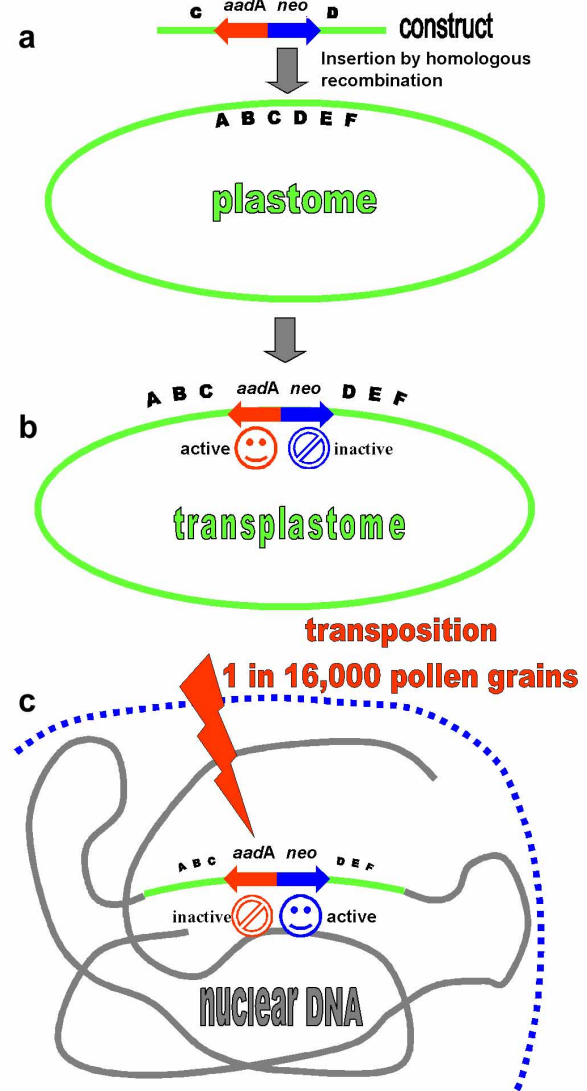 a
C aadA neo D construct
Insertion by homologous
recombination
A B C D E F
plastome
A B C aadA neo D E F
b
active inactive
transplastome
transposition
1 in 16,000 pollen grains
c
A B C aadA neo D E F
inactive active
nuclear DNA